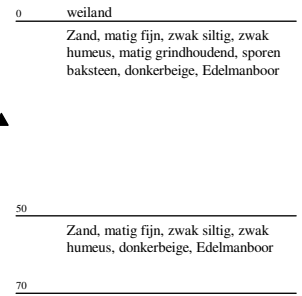 0 weiland
Zand, matig fijn, zwak siltig, zwak
humeus, matig grindhoudend, sporen
baksteen, donkerbeige, Edelmanboor
50
Zand, matig fijn, zwak siltig, zwak
humeus, donkerbeige, Edelmanboor
70